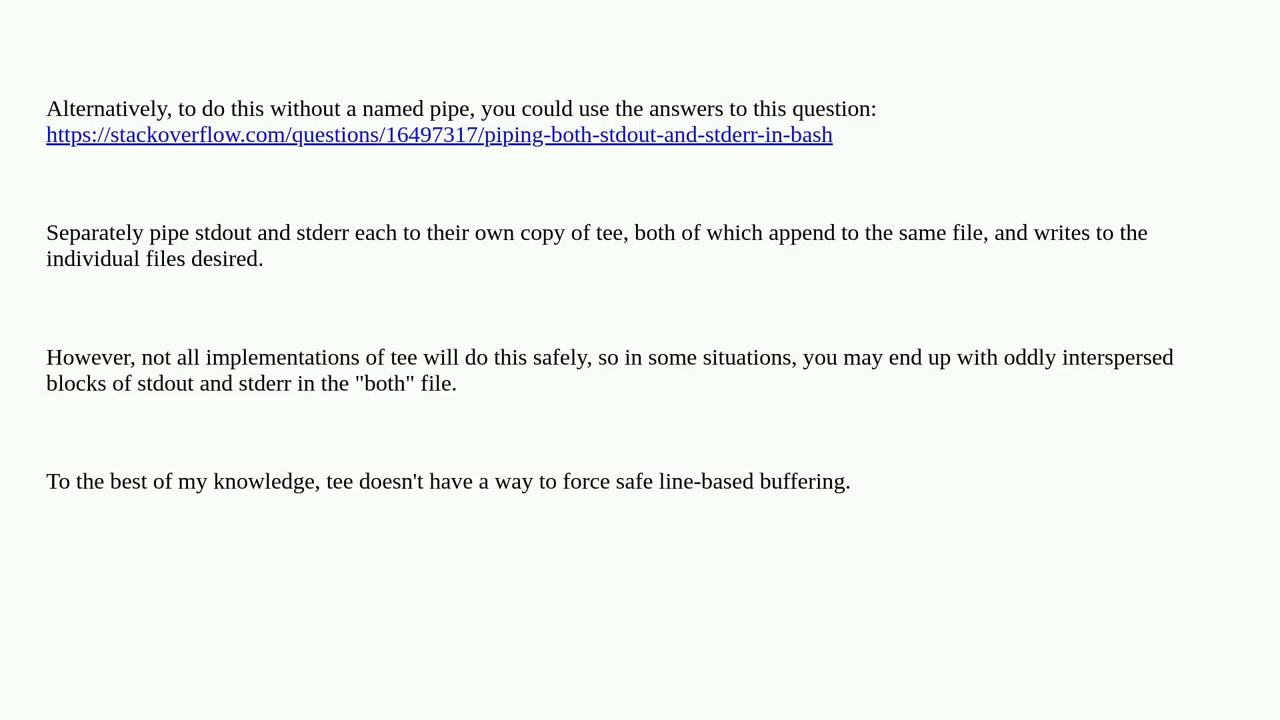 Alternatively, to do this without a named pipe, you could use the answers to this question:
https://stackoverflow.com/questions/16497317/piping-both-stdout-and-stderr-in-bash
Separately pipe stdout and stderr each to their own copy of tee, both of which append to the same file, and writes to the
individual files desired.
However, not all implementations of tee will do this safely, so in some situations, you may end up with oddly interspersed
blocks of stdout and stderr in the "both" file.
To the best of my knowledge, tee doesn't have a way to force safe line-based buffering.